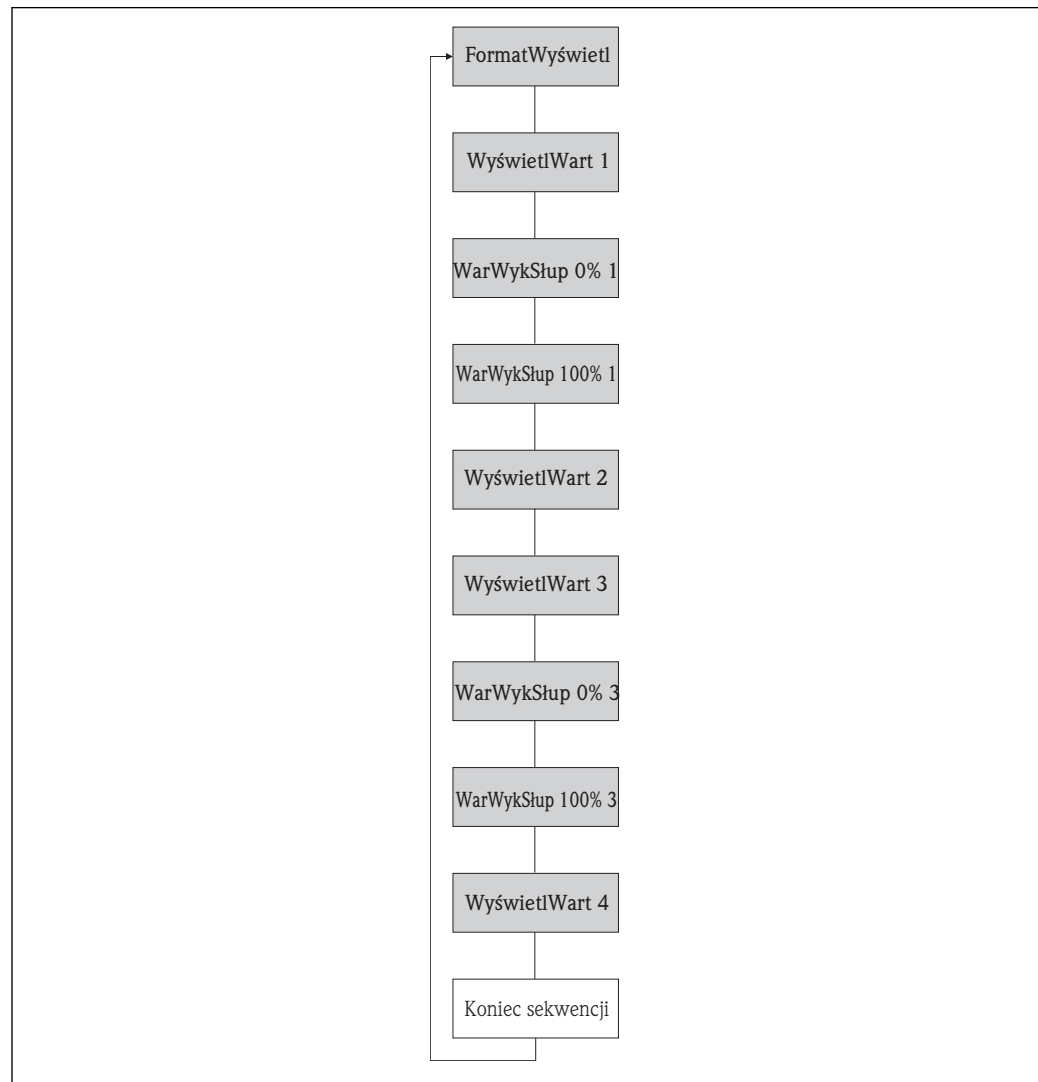 FormatWyświetl
WyświetlWart 1
WarWykSłup 0% 1
WarWykSłup 100% 1
WyświetlWart 2
WyświetlWart 3
WarWykSłup 0% 3
WarWykSłup 100% 3
WyświetlWart 4
Koniec sekwencji